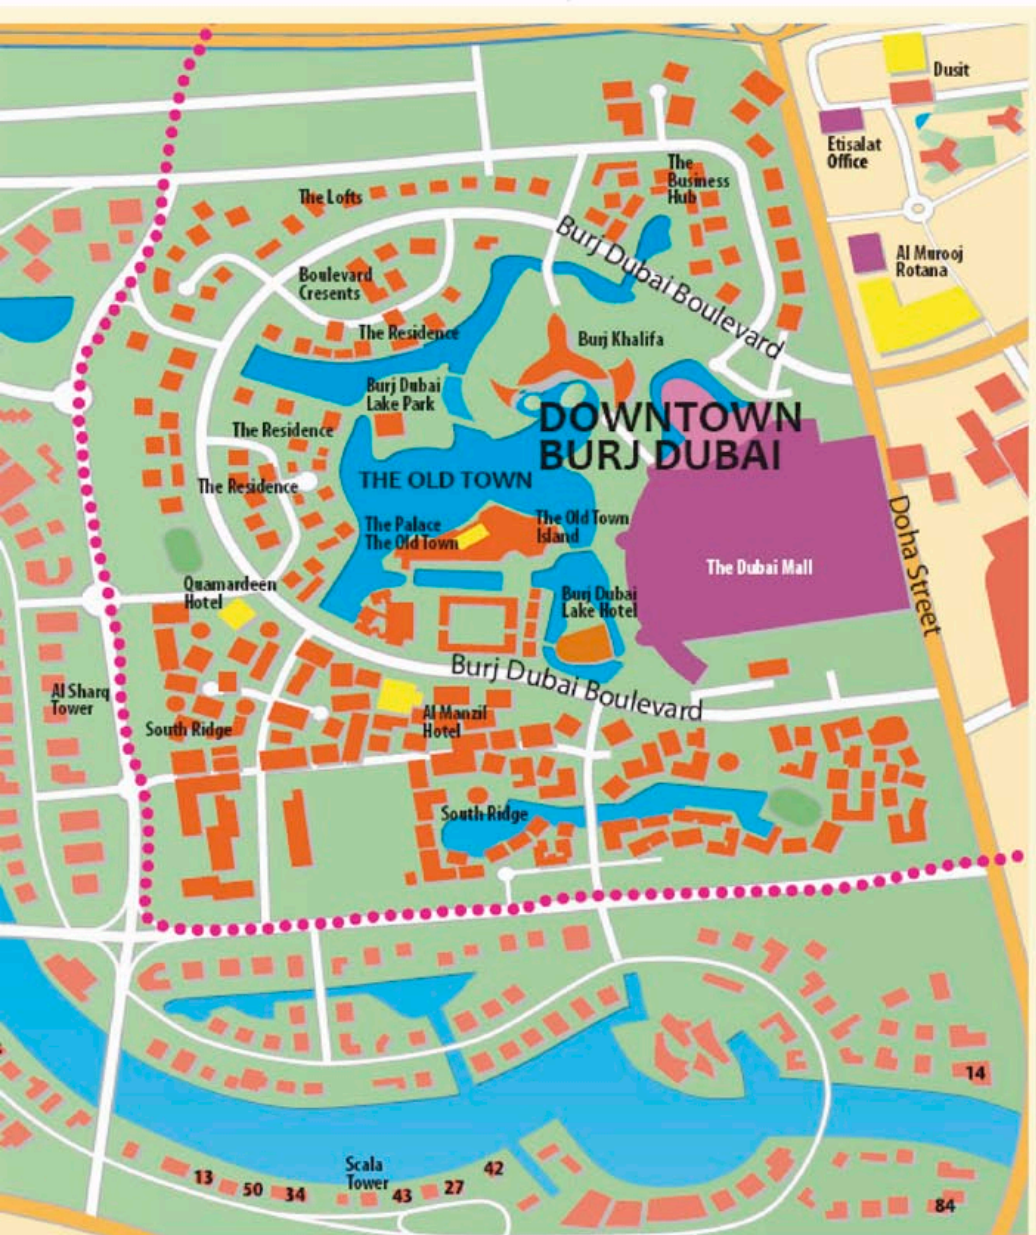 Dusit
Etisalat
Office
The
Business
Hub
The Lofts
Burj Dubai Boulevard
Al Murooj
Rotana
Boulevard
Cresents
The Residence
Burj Khalifa
Burj Dubai
Lake Park
DOWNTOWN
BURJ DUBAI
The Residence
THE OLD TOWN
The Residence
The Palace
The Old Town
The Old Town
Island
Doha Street
The Dubai Mall
Quamardeen
Hotel
Burj Dubai
Lake Hotel
Burj Dubai Boulevard
Al Sharq
Tower
South Ridge
Al Manzil
Hotel
South Ridge
14
Scala
Tower
42
13
50
34
43
27
84